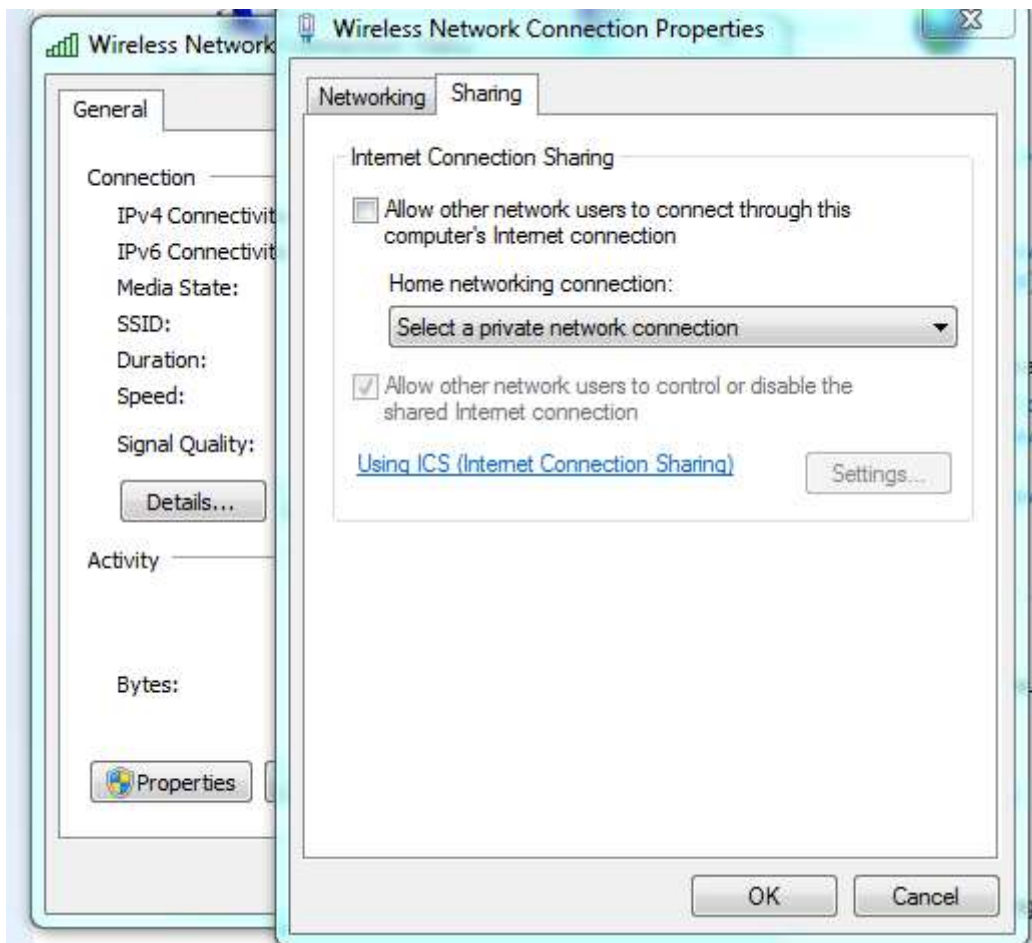 Wireless Network
General
Connection
IPv4 Connectivit
IPv6 Connectivit
Media State:
SSID:
Duration:
Speed:
Signal Quality:
Details...
Activity
Bytes:
Properties
Wireless Network Connection Properties
Networking
Sharing
Internet Connection Sharing
Allow other network users to connect through this
computer's Internet connection
Home networking connection:
Select a private network connection
Allow other network users to control or disable the
shared Internet connection
Using ICS (Internet Connection Sharing)
Settings...
OK
Cancel